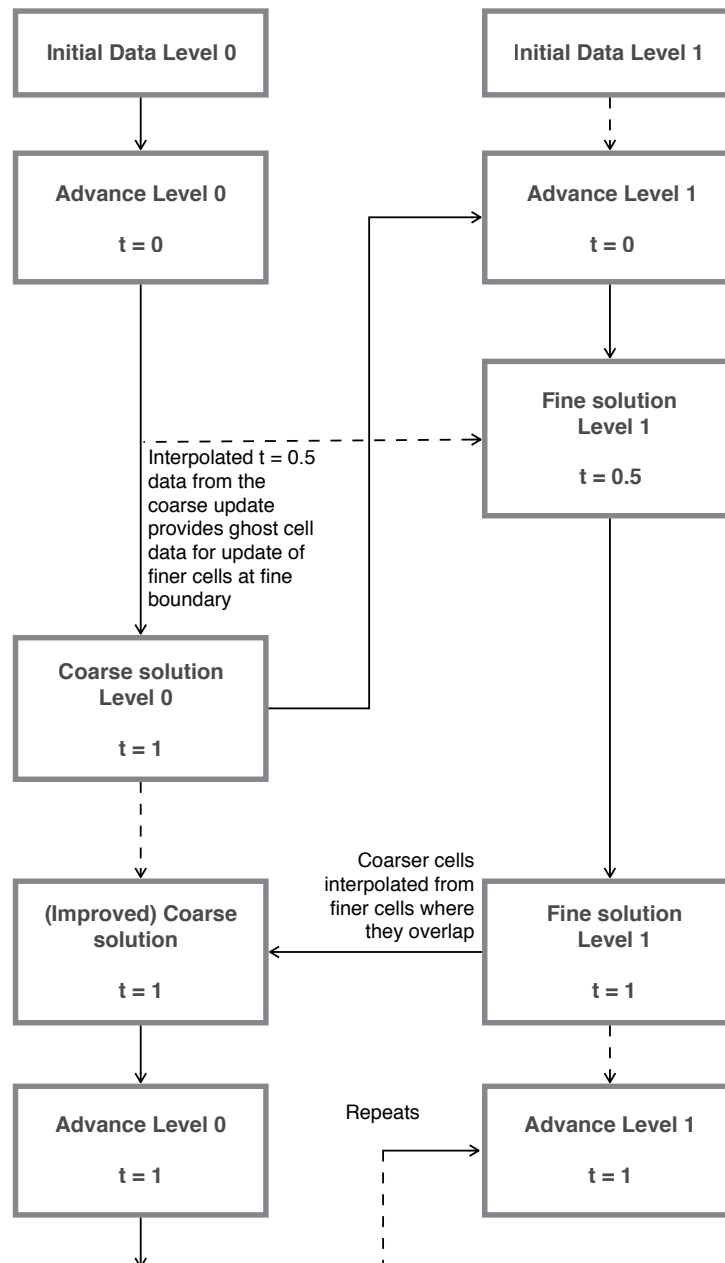 Initial Data Level 0
Initial Data Level 1
Advance Level 0
t = 0
Advance Level 1
t = 0
Fine solution
Level 1
t = 0.5
Interpolated t = 0.5
data from the
coarse update
provides ghost cell
data for update of
finer cells at fine
boundary
Coarse solution
Level 0
t = 1
Coarser cells
interpolated from
finer cells where
they overlap
(Improved) Coarse
solution
t = 1
Fine solution
Level 1
t = 1
Advance Level 0
t = 1
Repeats
Advance Level 1
t = 1